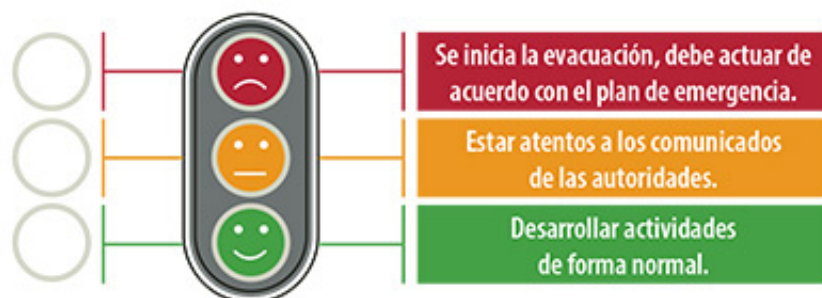 Se inicia la evacuación, debe actuar de
acuerdo con el plan de emergencia.
Estar atentos a los comunicados
de las autoridades.
Desarrollar actividades
de forma normal.